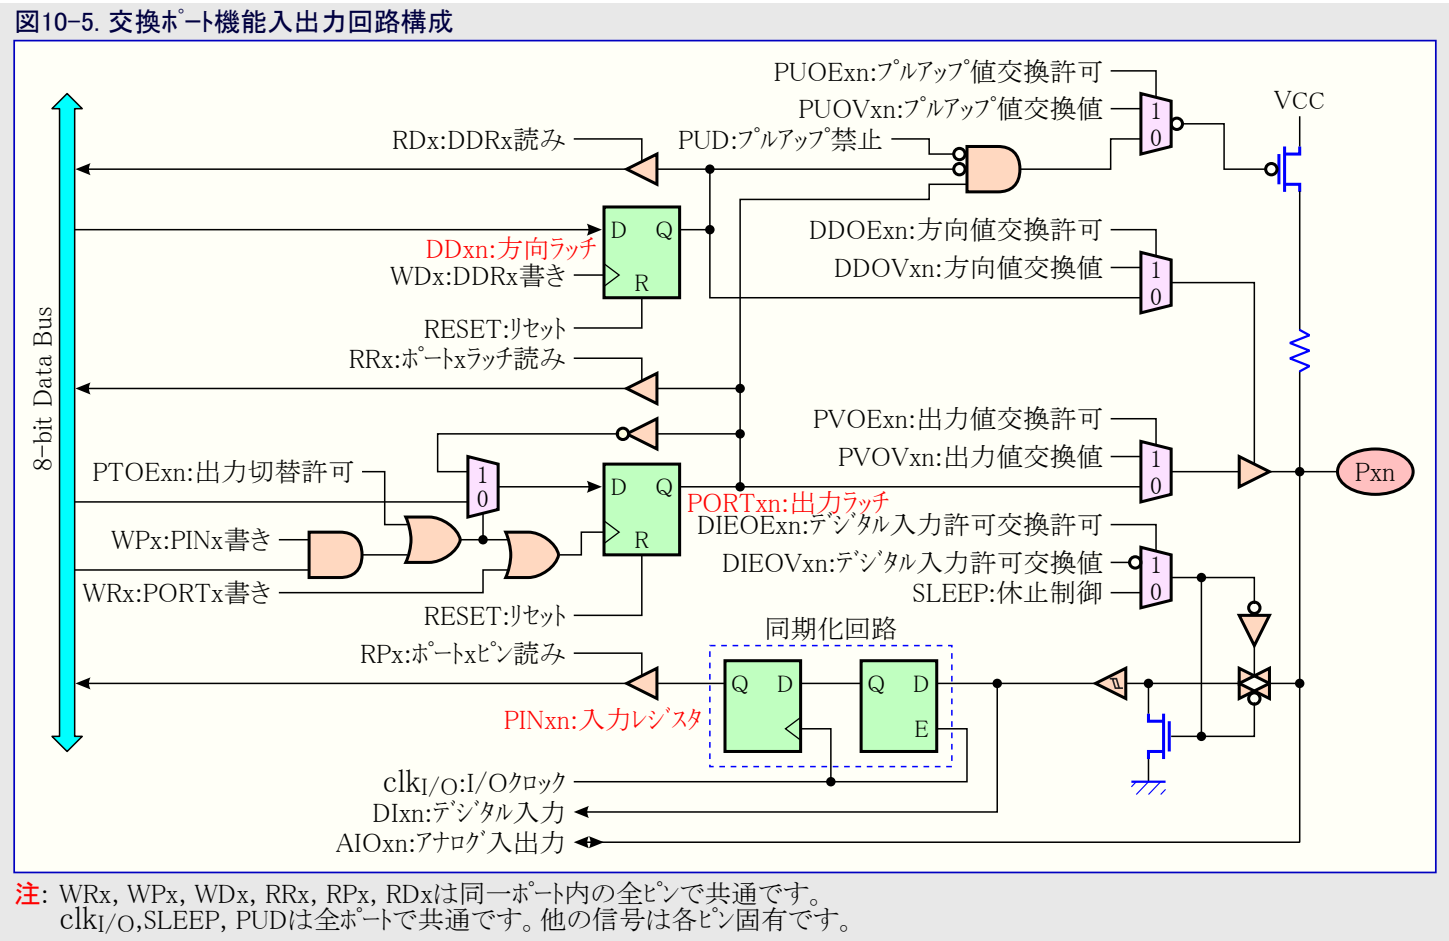 図10-5. 交換ﾎﾟｰﾄ機能入出力回路構成
PUOExn:ﾌﾟﾙｱｯﾌﾟ値交換許可
PUOVxn:ﾌﾟﾙｱｯﾌﾟ値交換値
1
0
VCC
RDx:DDRx読み
PUD:ﾌﾟﾙｱｯﾌﾟ禁止
D Q
R
DDxn:方向ﾗｯﾁ
WDx:DDRx書き
RESET:ﾘｾｯﾄ
DDOExn:方向値交換許可
DDOVxn:方向値交換値
1
0
8-bit Data Bus
RRx:ﾎﾟｰﾄxﾗｯﾁ読み
PVOExn:出力値交換許可
PVOVxn:出力値交換値
1
0
Pxn
PTOExn:出力切替許可
1
0
D Q
R
PORTxn:出力ﾗｯﾁ
WPx:PINx書き
WRx:PORTx書き
RESET:ﾘｾｯﾄ
DIEOExn:ﾃﾞｼﾞﾀﾙ入力許可交換許可
DIEOVxn:ﾃﾞｼﾞﾀﾙ入力許可交換値
SLEEP:休止制御
1
0
同期化回路
RPx:ﾎﾟｰﾄxﾋﾟﾝ読み
Q D
Q D
E
PINxn:入力ﾚｼﾞｽﾀ
clkI/O:I/Oｸﾛｯｸ
DIxn:ﾃﾞｼﾞﾀﾙ入力
AIOxn:ｱﾅﾛｸﾞ入出力
注: WRx, WPx, WDx, RRx, RPx, RDxは同一ﾎﾟｰﾄ内の全ﾋﾟﾝで共通です。
clkI/O,SLEEP, PUDは全ﾎﾟｰﾄで共通です。他の信号は各ﾋﾟﾝ固有です。